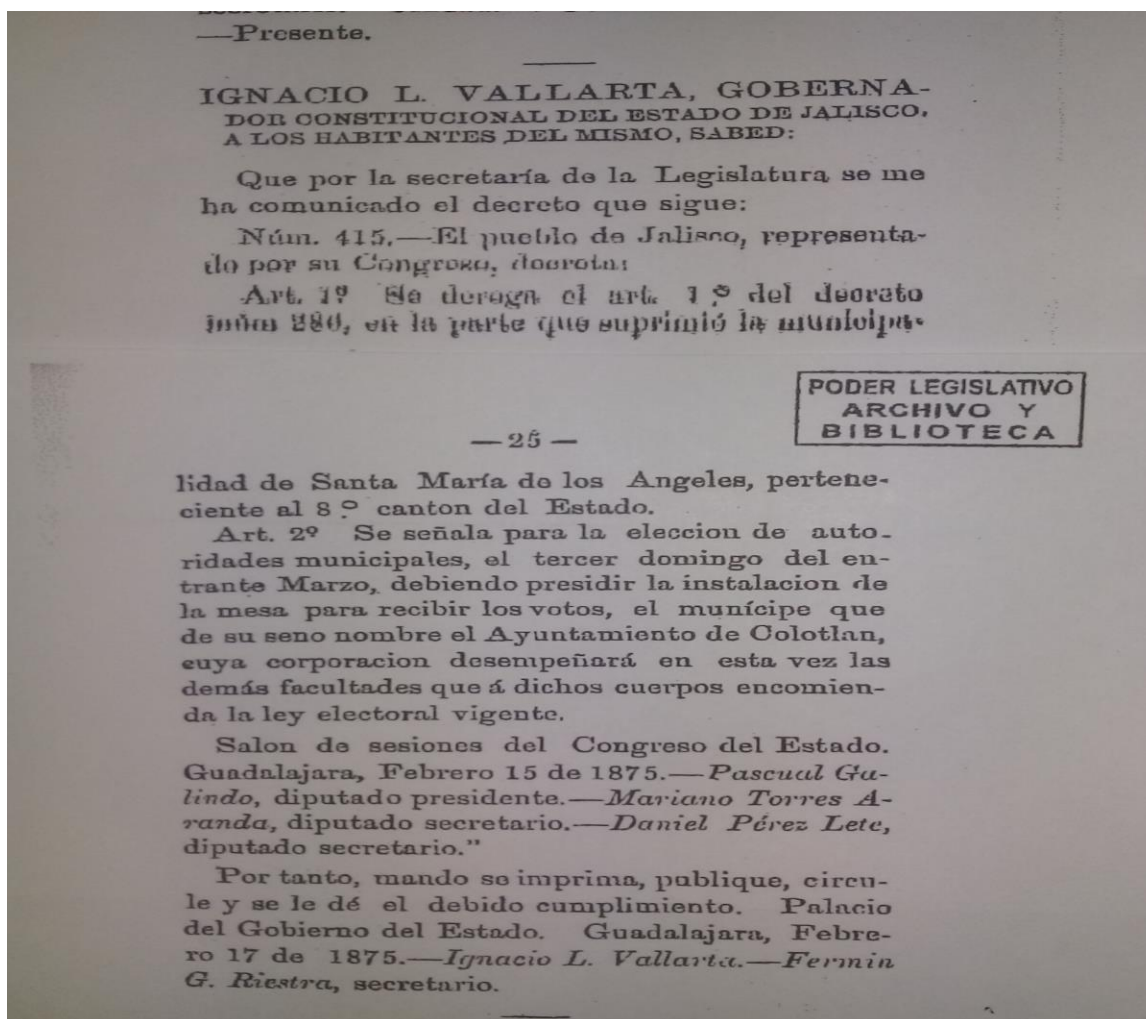 —Presente.
IGNACIO L. VALLARTA, GOBERNA-
DOR CONSTITUCIONAL DEL ESTADO DE JALISCO,
A LOS HABITANTES DEL MISMO, SABED:
Que por la secretaría de la Legislatura se me
ha comunicado el decreto que sigue:
Núm. 415.—El pueblo de Jalisco, representa-
do por su Congreso, decreta:
Art. 1º Se deroga el art. 1.º del decreto
núm. en la parte que suprimió la municipa-
PODER LEGISLATIVO
ARCHIVO Y
BIBLIOTECA
—25—
lidad de Santa María de los Angeles, pertene-
ciente al 8.º canton del Estado.
Art. 2º Se señala para la eleccion de auto-
ridades municipales, el tercer domingo del en-
trante Marzo, debiendo presidir la instalacion de
la mesa para recibir los votos, el munícipe que
de su seno nombre el Ayuntamiento de Colotlan,
cuya corporacion desempeñará en esta vez las
demás facultades que á dichos cuerpos encomien-
da la ley electoral vigente.
Salon de sesiones del Congreso del Estado.
Guadalajara, Febrero 15 de 1875.—Pascual Ga-
lindo, diputado presidente.—Mariano Torres A-
randa, diputado secretario.—Daniel Pérez Lete,
diputado secretario."
Por tanto, mando se imprima, publique, circu-
le y se le dé el debido cumplimiento. Palacio
del Gobierno del Estado. Guadalajara, Febre-
ro 17 de 1875.—Ignacio L. Vallarta.—Fermin
G. Riestra, secretario.